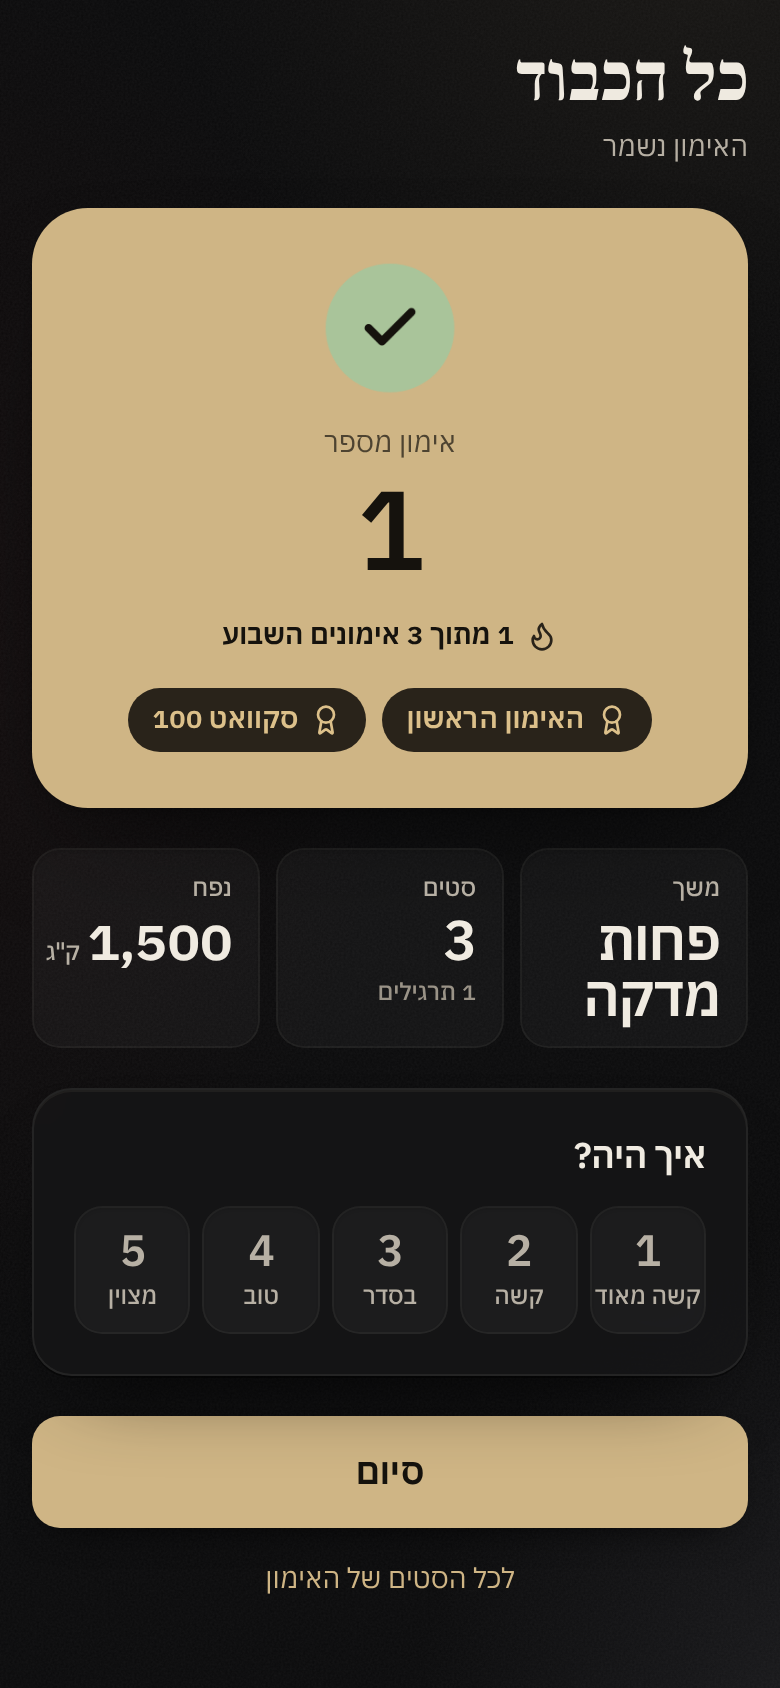 כל הכבוד
האימון נשמר
אימון מספר
1
1 מתוך 3 אימונים השבוע
האימון הראשון
סקוואט 100
משך
פחות
מדקה
סטים
3
1 תרגילים
נפח
1,500 ק"ג
איך היה?
1
קשה מאוד
2
קשה
3
בסדר
4
טוב
5
מצוין
סיום
לכל הסטים של האימון